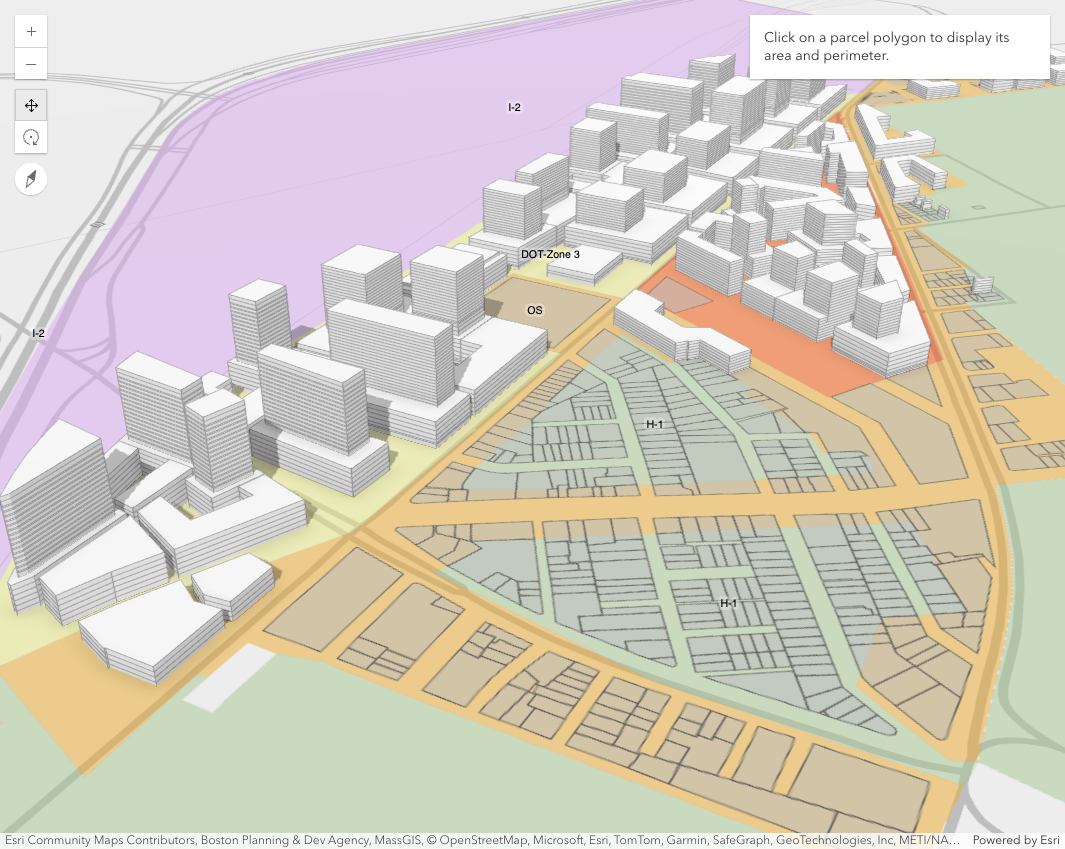 +
Click on a parcel polygon to display its
area and perimeter.
−
I-2
DOT-Zone 3
OS
I-2
H-1
H-1
Esri Community Maps Contributors, Boston Planning & Dev Agency, MassGIS, © OpenStreetMap, Microsoft, Esri, TomTom, Garmin, SafeGraph, GeoTechnologies, Inc, METI/NA… Powered by Esri